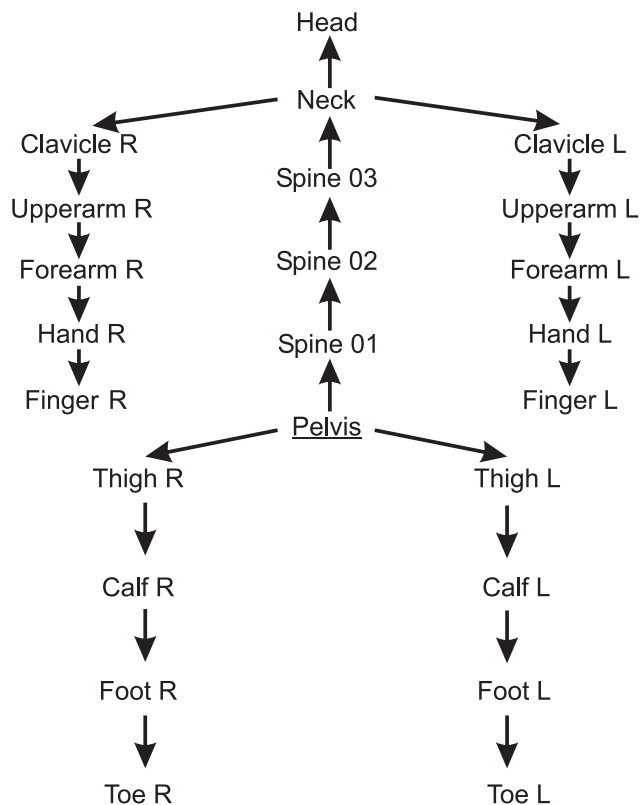 Head
Neck
Clavicle R
Clavicle L
Spine 03
Upperarm R
Upperarm L
Spine 02
Forearm R
Forearm L
Hand R
Hand L
Spine 01
Finger R
Finger L
Pelvis
Thigh R
Thigh L
Calf R
Calf L
Foot R
Foot L
Toe R
Toe L